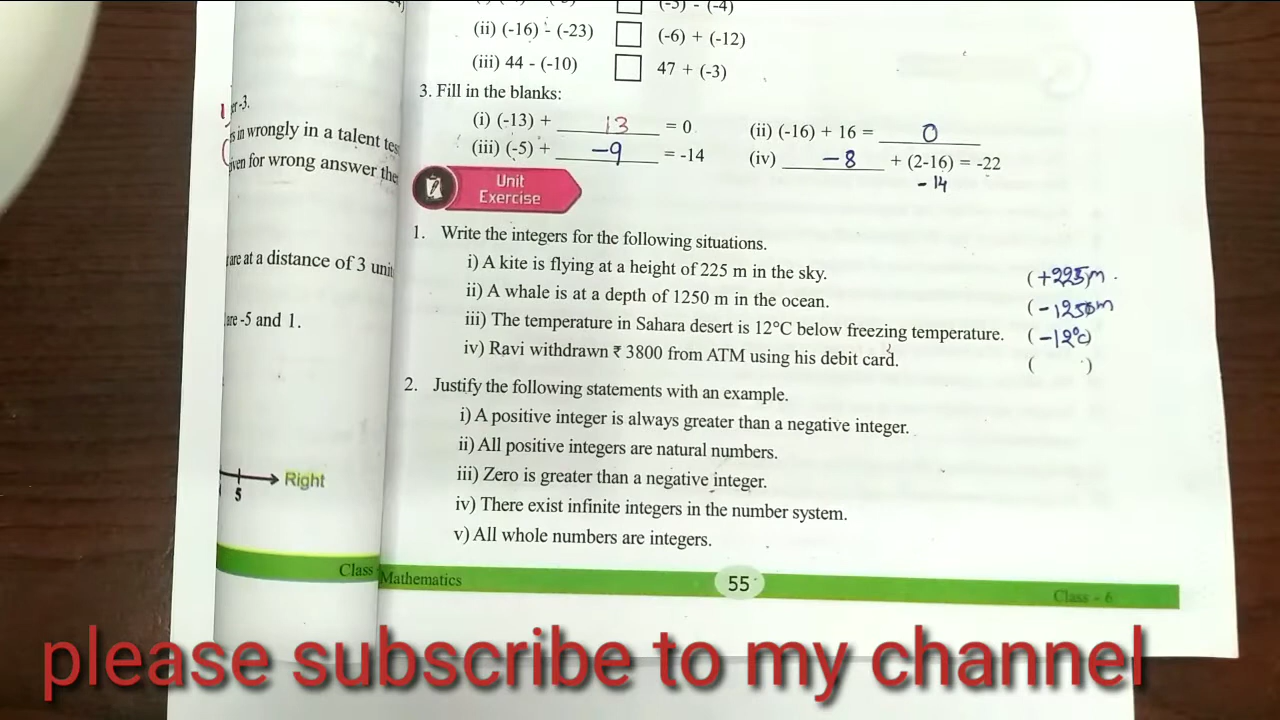 (-5) - (-4)
(ii) (-16) - (-23) (-6) + (-12)
(iii) 44 - (-10) 47 + (-3)
3. Fill in the blanks:
(i) (-13) + 13 = 0 (ii) (-16) + 16 = 0
(iii) (-5) + -9 = -14 (iv) -8 + (2-16) = -22
-14
Unit
Exercise
1. Write the integers for the following situations.
i) A kite is flying at a height of 225 m in the sky. (+225m
ii) A whale is at a depth of 1250 m in the ocean. (-1250m
iii) The temperature in Sahara desert is 12°C below freezing temperature. (-12°c)
iv) Ravi withdrawn ₹ 3800 from ATM using his debit card. ( )
2. Justify the following statements with an example.
i) A positive integer is always greater than a negative integer.
ii) All positive integers are natural numbers.
iii) Zero is greater than a negative integer.
iv) There exist infinite integers in the number system.
v) All whole numbers are integers.
Mathematics 55 Class - 6
-3.
in wrongly in a talent
for wrong answer
are at a distance of 3
are -5 and 1.
Right
5
Class
please subscribe to my channel